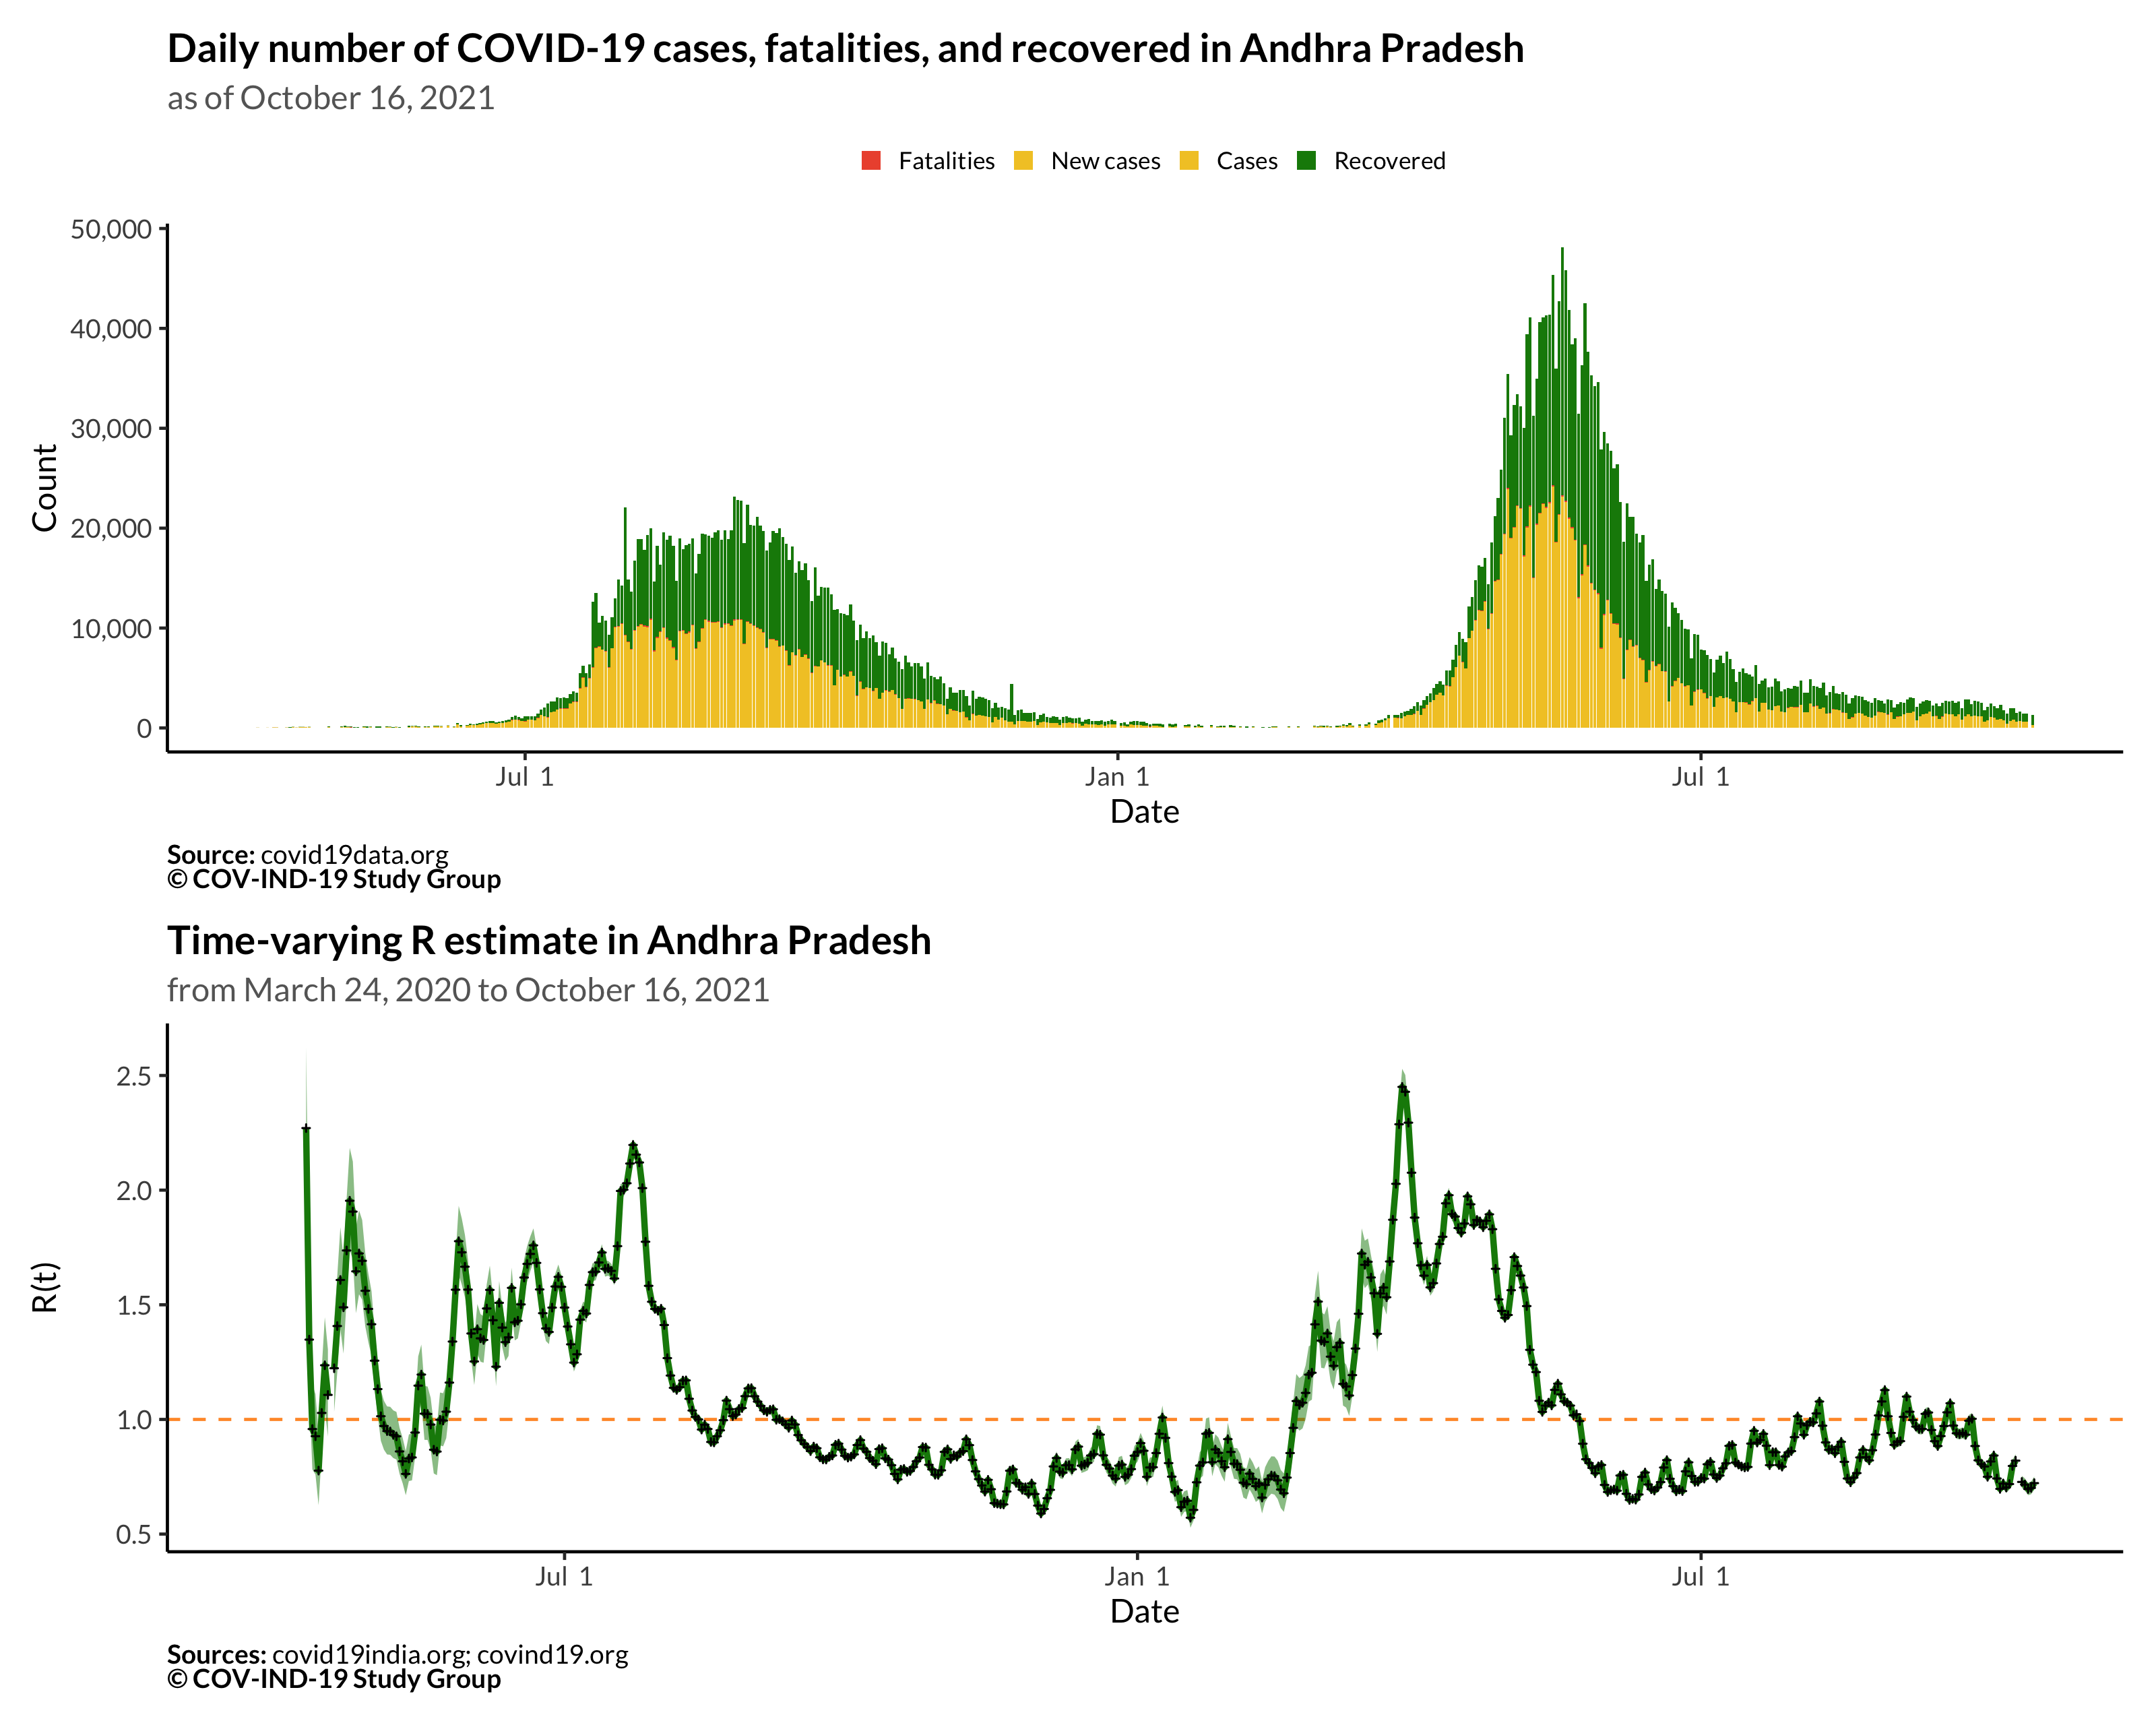 Daily number of COVID-19 cases, fatalities, and recovered in Andhra Pradesh
as of October 16, 2021
Fatalities New cases Cases Recovered
50,000
40,000
30,000
20,000
10,000
0
Count
Jul 1 Jan 1 Jul 1
Date
Source: covid19data.org
© COV-IND-19 Study Group
Time-varying R estimate in Andhra Pradesh
from March 24, 2020 to October 16, 2021
2.5
2.0
1.5
1.0
0.5
R(t)
Jul 1 Jan 1 Jul 1
Date
Sources: covid19india.org; covind19.org
© COV-IND-19 Study Group